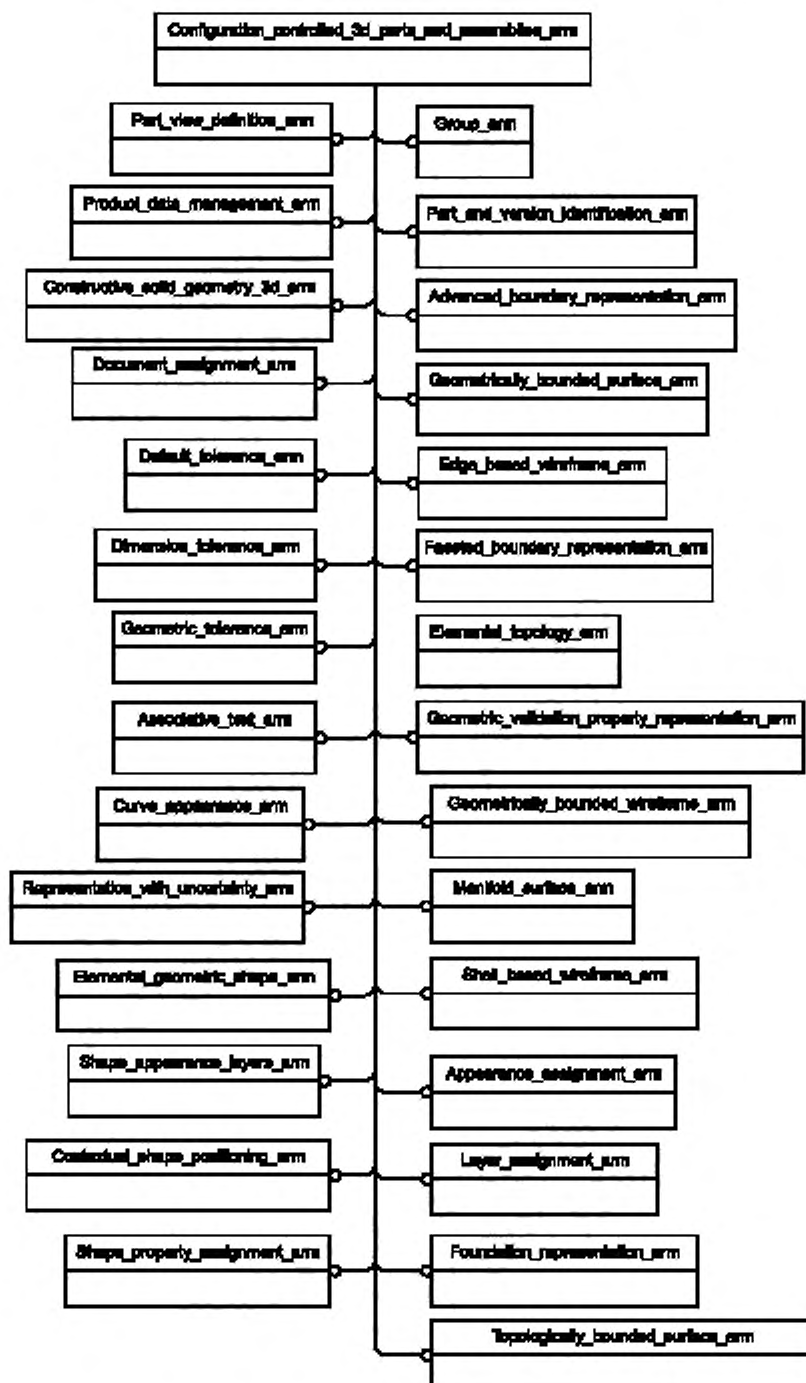 Configuration_controlled_3d_parts_and_assemblies_arm
Part_view_definition_arm
Group_arm
Product_data_management_arm
Part_and_version_identification_arm
Constructive_solid_geometry_3d_arm
Advanced_boundary_representation_arm
Document_assignment_arm
Geometrically_bounded_surface_arm
Default_tolerance_arm
Edge_based_wireframe_arm
Dimension_tolerance_arm
Faceted_boundary_representation_arm
Geometric_tolerance_arm
Elemental_topology_arm
Associative_text_arm
Geometric_validation_property_representation_arm
Curve_appearance_arm
Geometrically_bounded_wireframe_arm
Representation_with_uncertainty_arm
Manifold_surface_arm
Elemental_geometric_shape_arm
Shell_based_wireframe_arm
Shape_appearance_layers_arm
Appearance_assignment_arm
Contextual_shape_positioning_arm
Layer_assignment_arm
Shape_property_assignment_arm
Foundation_representation_arm
Topologically_bounded_surface_arm